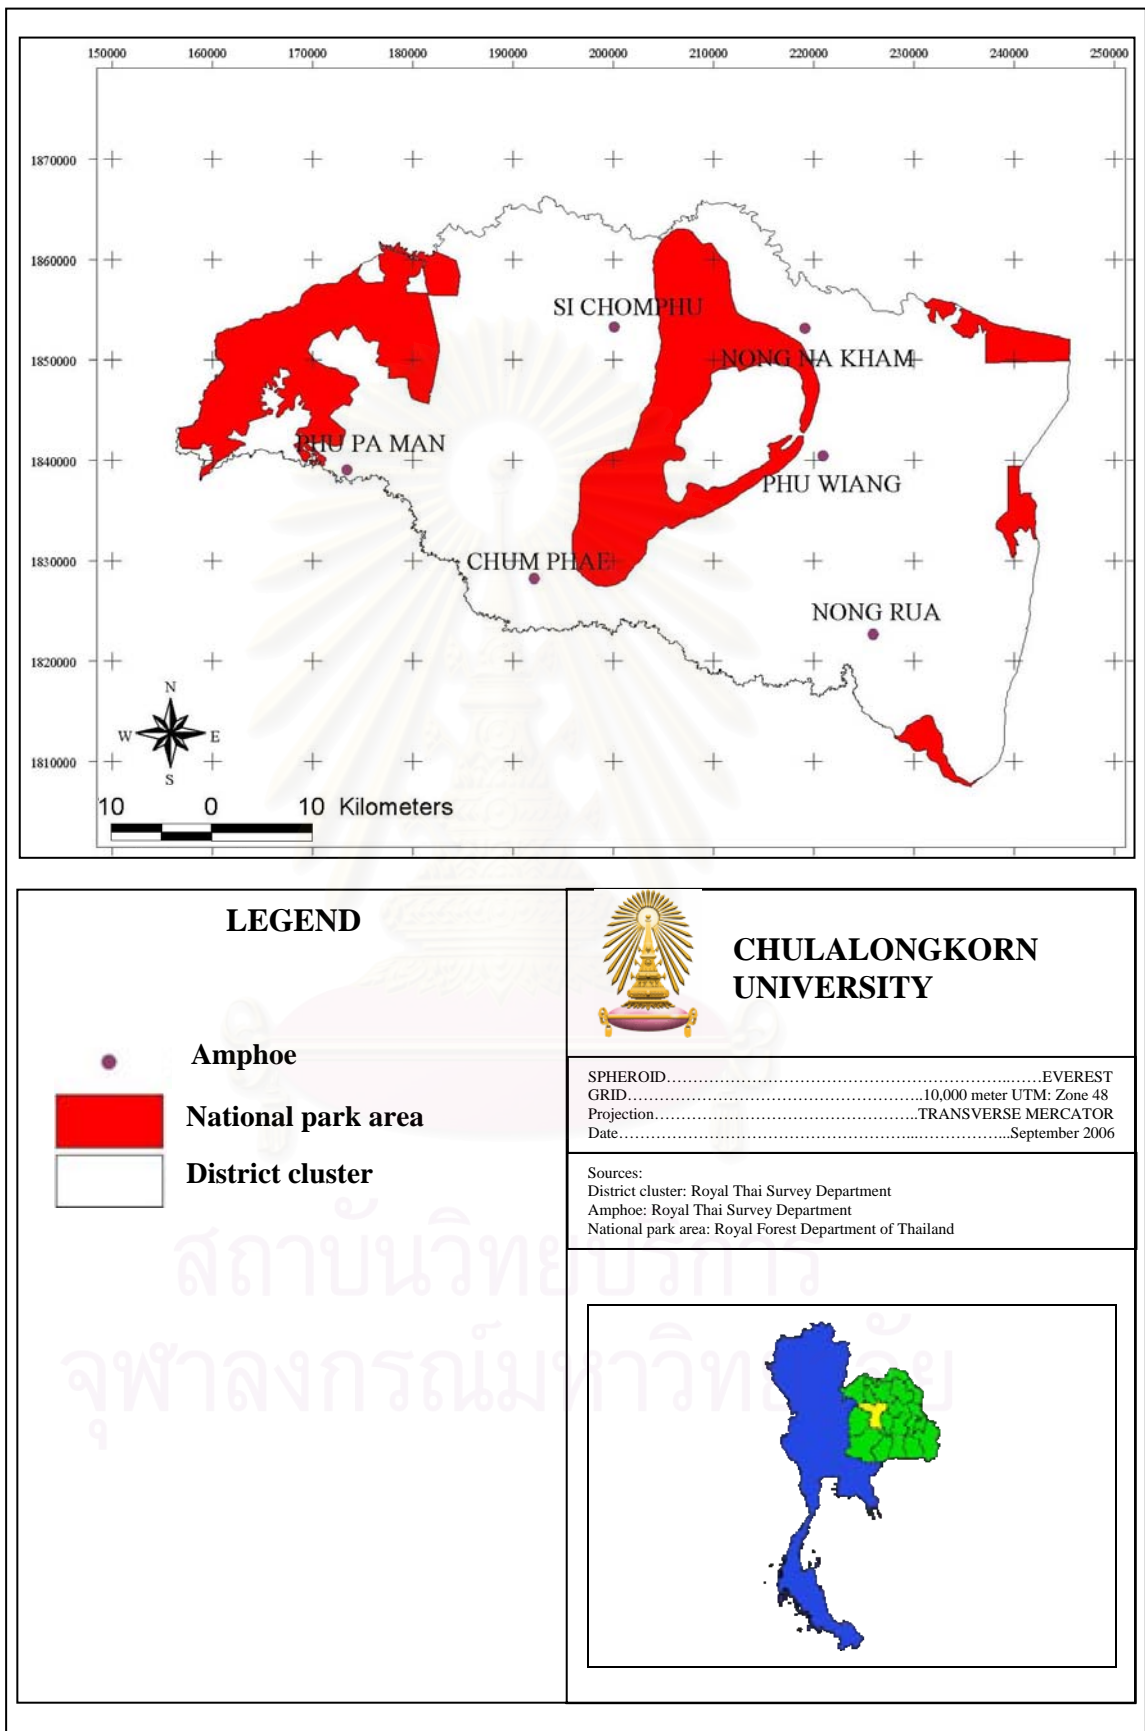 150000 160000 170000 180000 190000 200000 210000 220000 230000 240000 250000
1870000
1860000
1850000
1840000
1830000
1820000
1810000
SI CHOMPHU
NONG NA KHAM
PHU PA MAN
PHU WIANG
CHUM PHAE
NONG RUA
N
W E
S
10 0 10 Kilometers
LEGEND
Amphoe
National park area
District cluster
CHULALONGKORN
UNIVERSITY
SPHEROID……………………………………………………..……EVEREST
GRID…………………………………………………..10,000 meter UTM: Zone 48
Projection…………………………………………..TRANSVERSE MERCATOR
Date………………………………………………...……………...September 2006
Sources:
District cluster: Royal Thai Survey Department
Amphoe: Royal Thai Survey Department
National park area: Royal Forest Department of Thailand
สถาบันวิทยบริการ
จุฬาลงกรณ์มหาวิทยาลัย